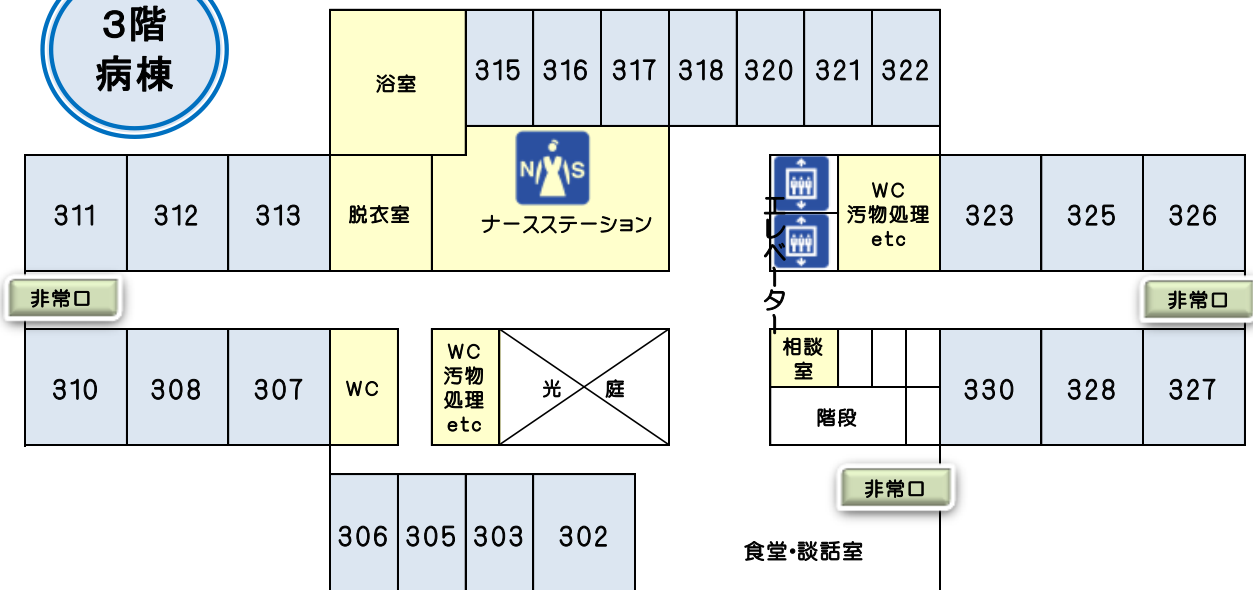 3階
病棟
浴室
315
316
317
318
320
321
322
311
312
313
脱衣室
N S
ナースステーション
エレベーター
WC
汚物処理
etc
323
325
326
非常口
非常口
310
308
307
WC
WC
汚物
処理
etc
光
庭
相談
室
階段
330
328
327
非常口
306
305
303
302
食堂・談話室